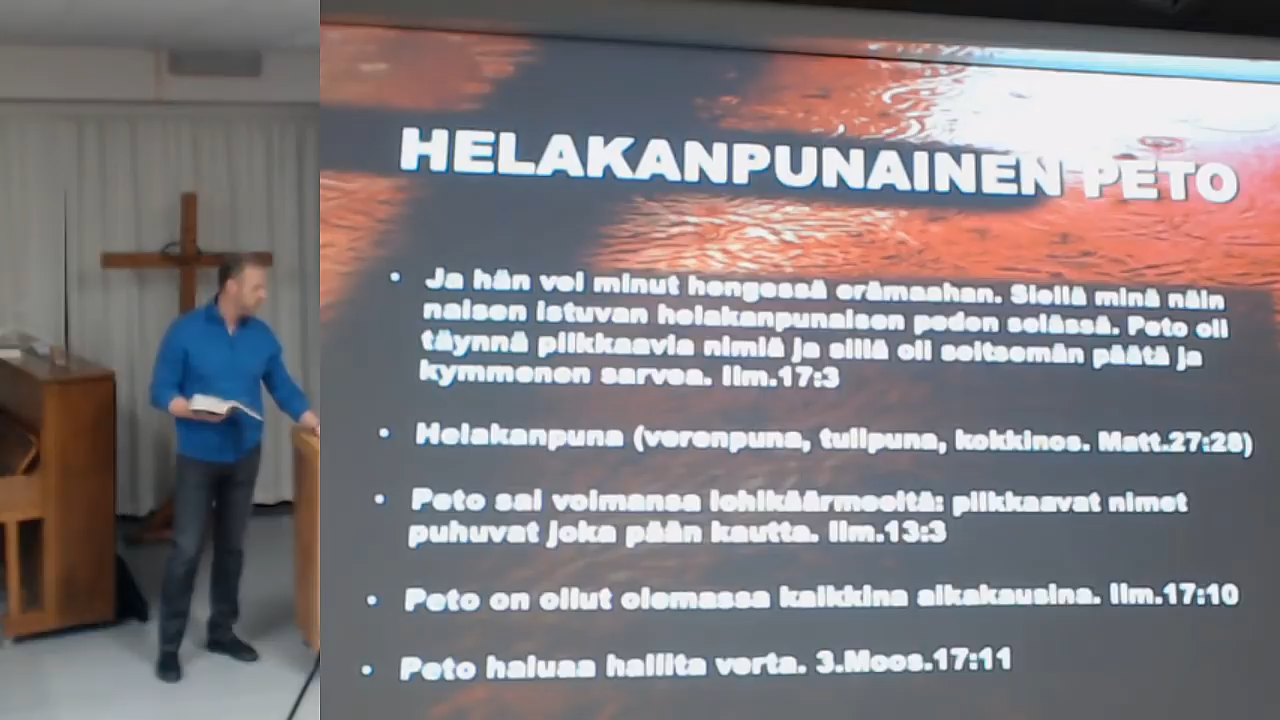 HELAKANPUNAINEN PETO
• Ja hän vei minut hengessä erämaahan. Siellä minä näin
naisen istuvan helakanpunaisen pedon selässä. Peto oli
täynnä pilkkaavia nimiä ja sillä oli seitsemän päätä ja
kymmenen sarvea. Ilm.17:3
• Helakanpuna (verenpuna, tulipuna, kokkinos. Matt.27:28)
• Peto sai voimansa lohikäärmeeltä: pilkkaavat nimet
puhuvat joka pään kautta. Ilm.13:3
• Peto on ollut olemassa kaikkina aikakausina. Ilm.17:10
• Peto haluaa hallita verta. 3.Moos.17:11